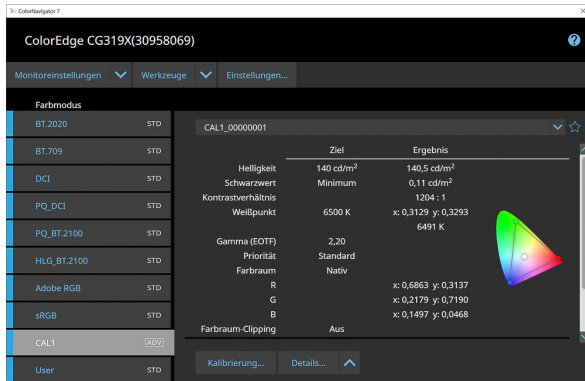 ColorNavigator 7
ColorEdge CG319X(30958069)
Monitoreinstellungen Werkzeuge Einstellungen...
Farbmodus
BT.2020 STD
BT.709 STD
DCI STD
PQ_DCI STD
PQ_BT.2100 STD
HLG_BT.2100 STD
Adobe RGB STD
sRGB STD
CAL1 ADV
User STD
CAL1_00000001
Ziel Ergebnis
Helligkeit 140 cd/m² 140,5 cd/m²
Schwarzwert Minimum 0,11 cd/m²
Kontrastverhältnis 1204 : 1
Weißpunkt 6500 K x: 0,3129 y: 0,3293
6491 K
Gamma (EOTF) 2,20
Priorität Standard
Farbraum Nativ
R x: 0,6863 y: 0,3137
G x: 0,2179 y: 0,7190
B x: 0,1497 y: 0,0468
Farbraum-Clipping Aus
Kalibrierung... Details...